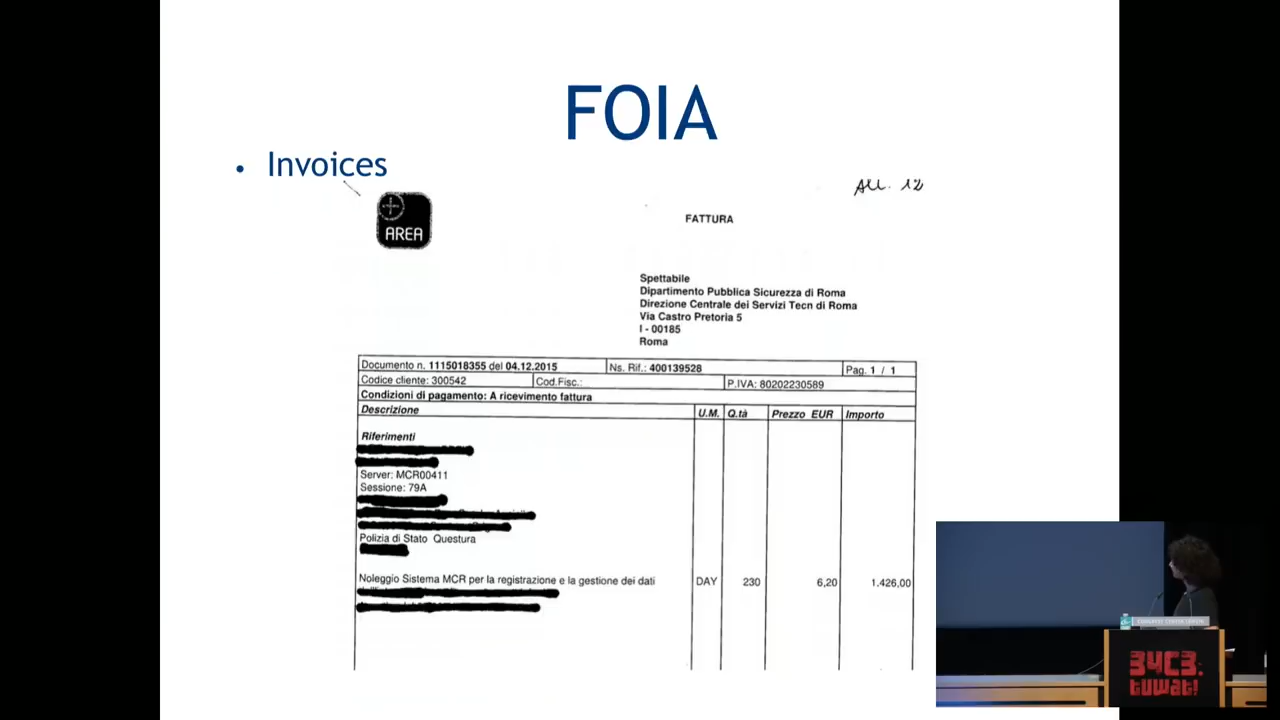 FOIA
• Invoices
All. 12
AREA
FATTURA
Spettabile
Dipartimento Pubblica Sicurezza di Roma
Direzione Centrale dei Servizi Tecn di Roma
Via Castro Pretoria 5
I - 00185
Roma
Documento n. 1115018355 del 04.12.2015 Ns. Rif.: 400139528 Pag. 1 / 1
Codice cliente: 300542 Cod.Fisc.: P.IVA: 80202230589
Condizioni di pagamento: A ricevimento fattura
Descrizione U.M. Q.tà Prezzo EUR Importo
Riferimenti
Server: MCR00411
Sessione: 79A
Polizia di Stato Questura
Noleggio Sistema MCR per la registrazione e la gestione dei dati DAY 230 6,20 1.426,00
34C3.
tuwat!